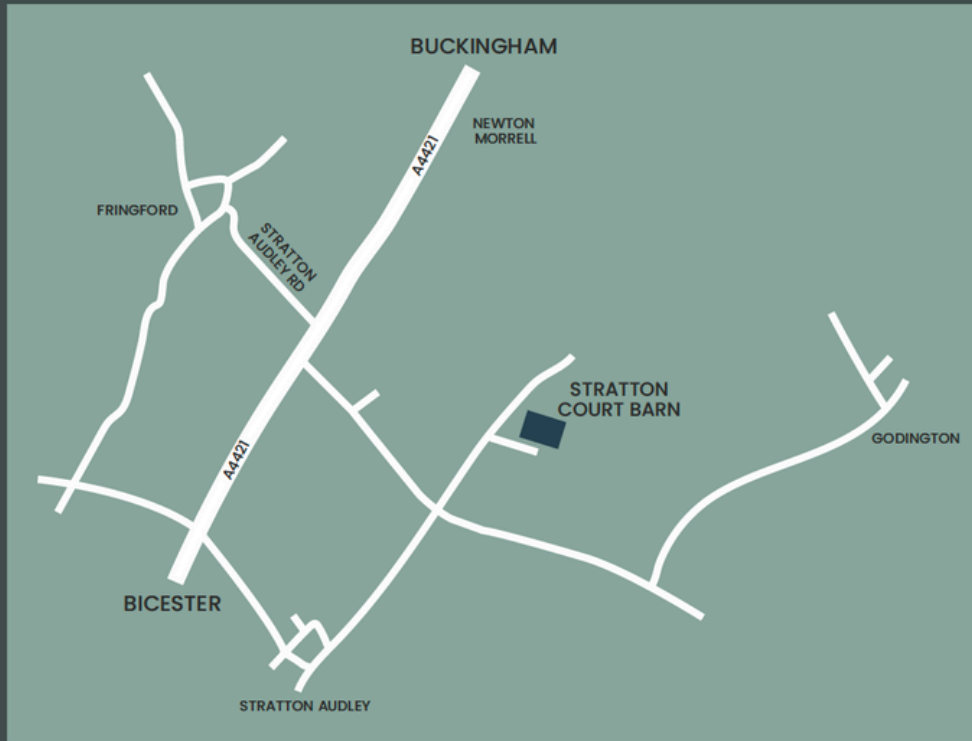 BUCKINGHAM
NEWTON
MORRELL
A4421
FRINGFORD
STRATTON
AUDLEY RD
STRATTON
COURT BARN
GODINGTON
A4421
BICESTER
STRATTON AUDLEY